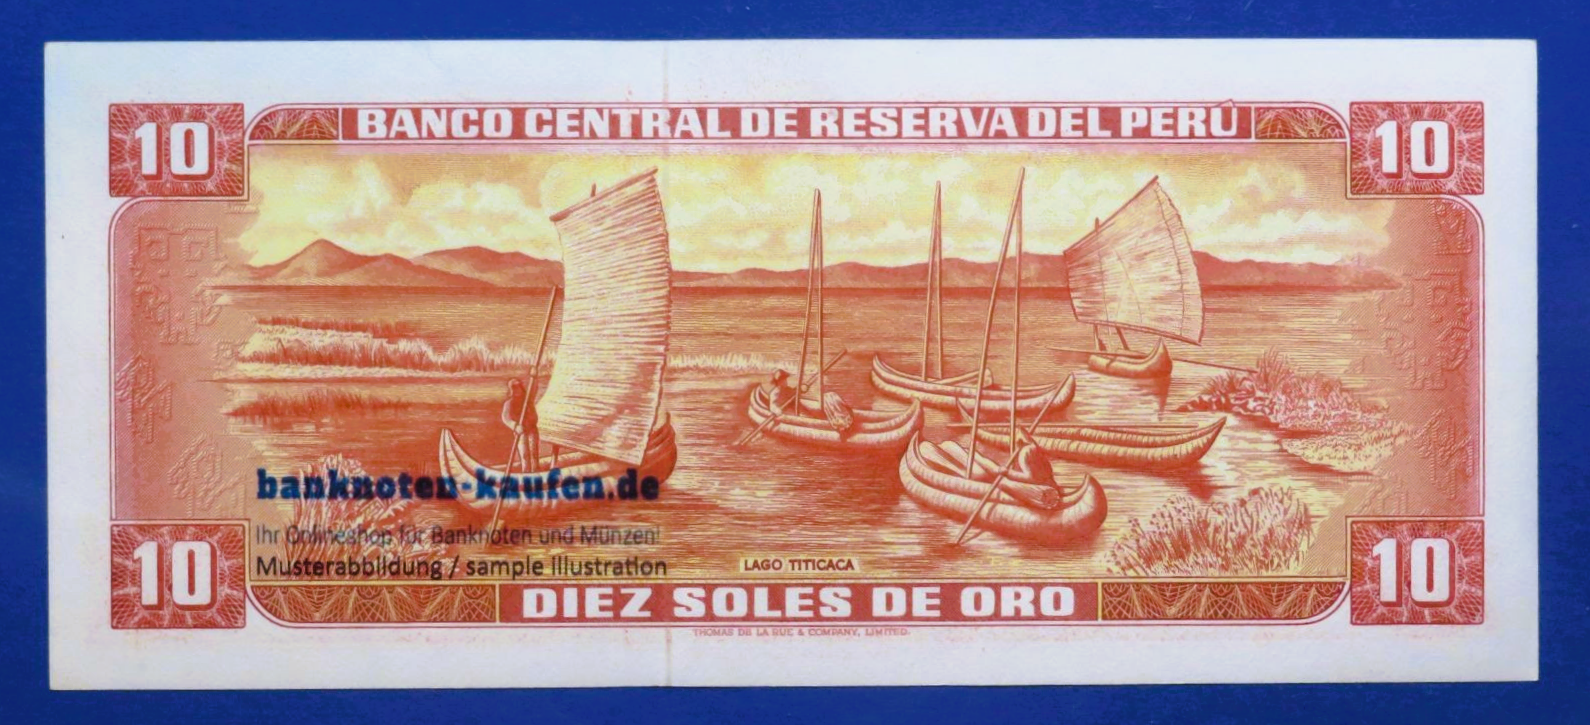 10 BANCO CENTRAL DE RESERVA DEL PERÚ 10
banknoten-kaufen.de
Ihr Onlineshop für Banknoten und Münzen!
Musterabbildung / sample illustration
LAGO TITICACA
10 DIEZ SOLES DE ORO 10
THOMAS DE LA RUE & COMPANY, LIMITED.